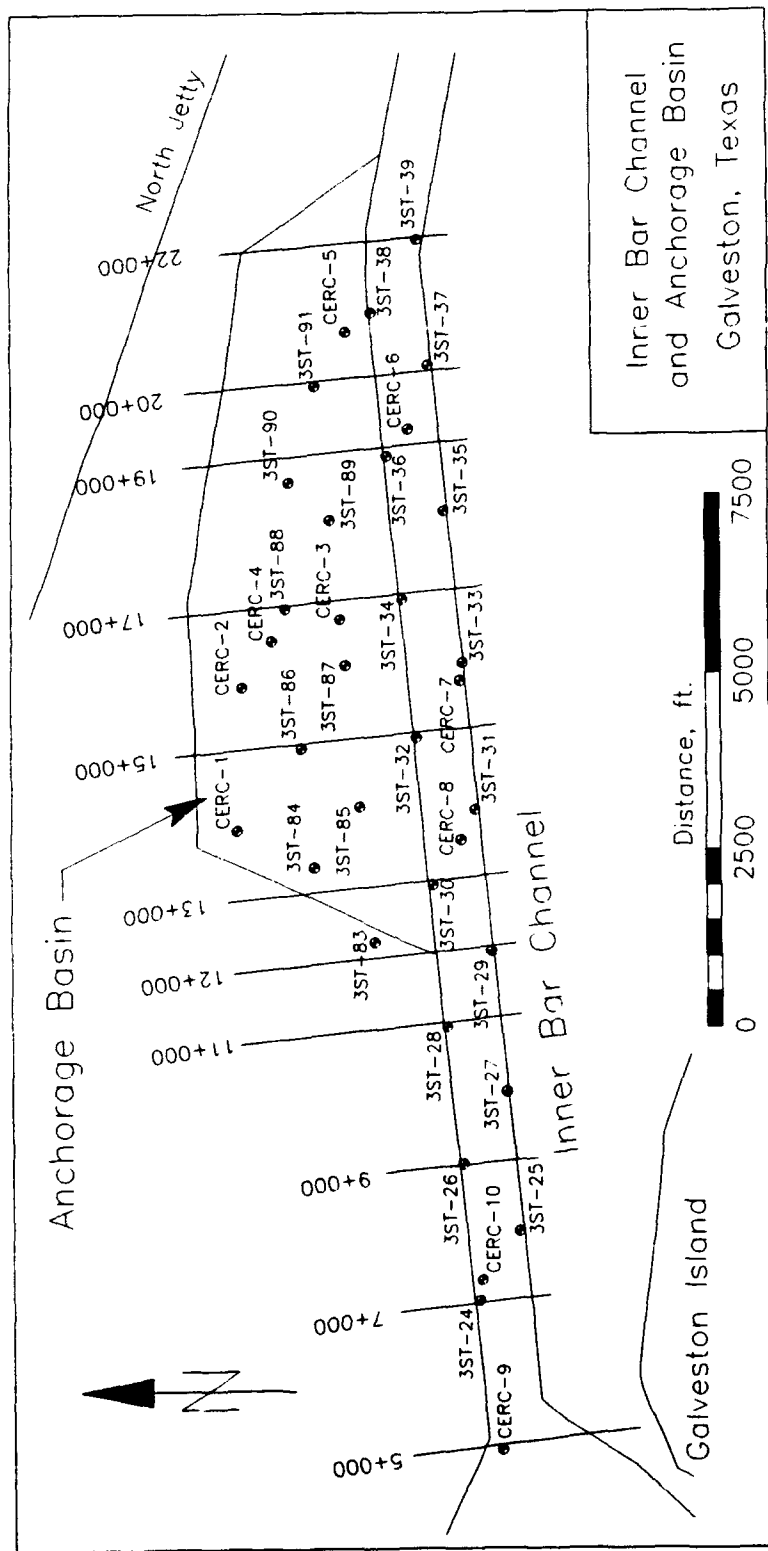 Anchorage Basin
North Jetty
5+000
7+000
9+000
11+000
12+000
13+000
15+000
17+000
19+000
20+000
22+000
CERC-1
CERC-2
CERC-4
3ST-88
3ST-90
3ST-91
CERC-5
3ST-84
3ST-86
3ST-85
3ST-87
CERC-3
3ST-89
3ST-83
CERC-9
3ST-24
CERC-10
3ST-26
3ST-28
3ST-30
3ST-32
3ST-34
3ST-36
CERC-6
3ST-38
3ST-39
3ST-25
3ST-27
3ST-29
CERC-8
3ST-31
CERC-7
3ST-33
3ST-35
3ST-37
N
Inner Bar Channel
Galveston Island
Distance, ft.
0
2500
5000
7500
Inner Bar Channel
and Anchorage Basin
Galveston, Texas